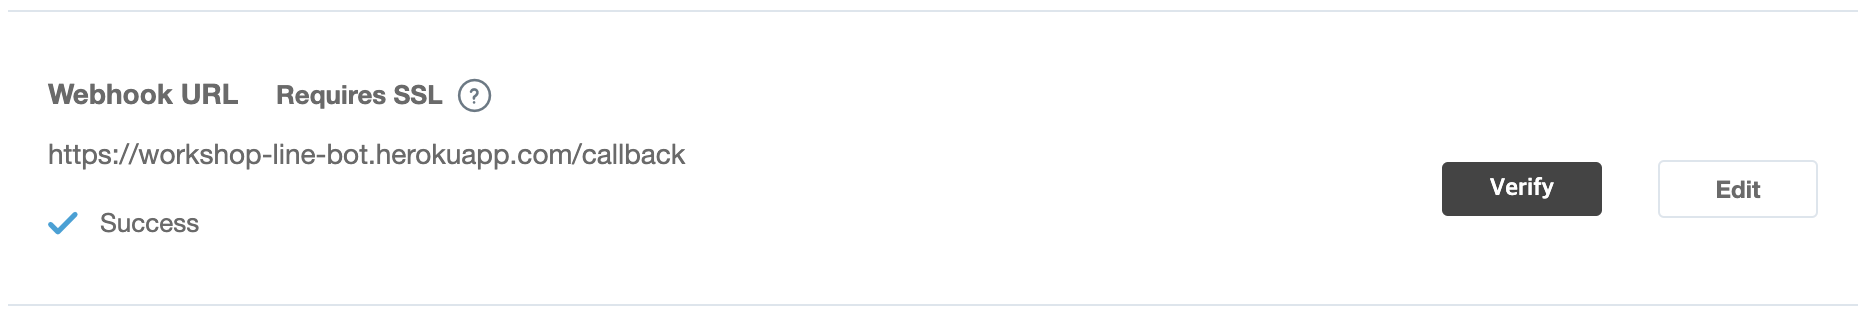 Webhook URL Requires SSL ?
https://workshop-line-bot.herokuapp.com/callback
Verify Edit
Success